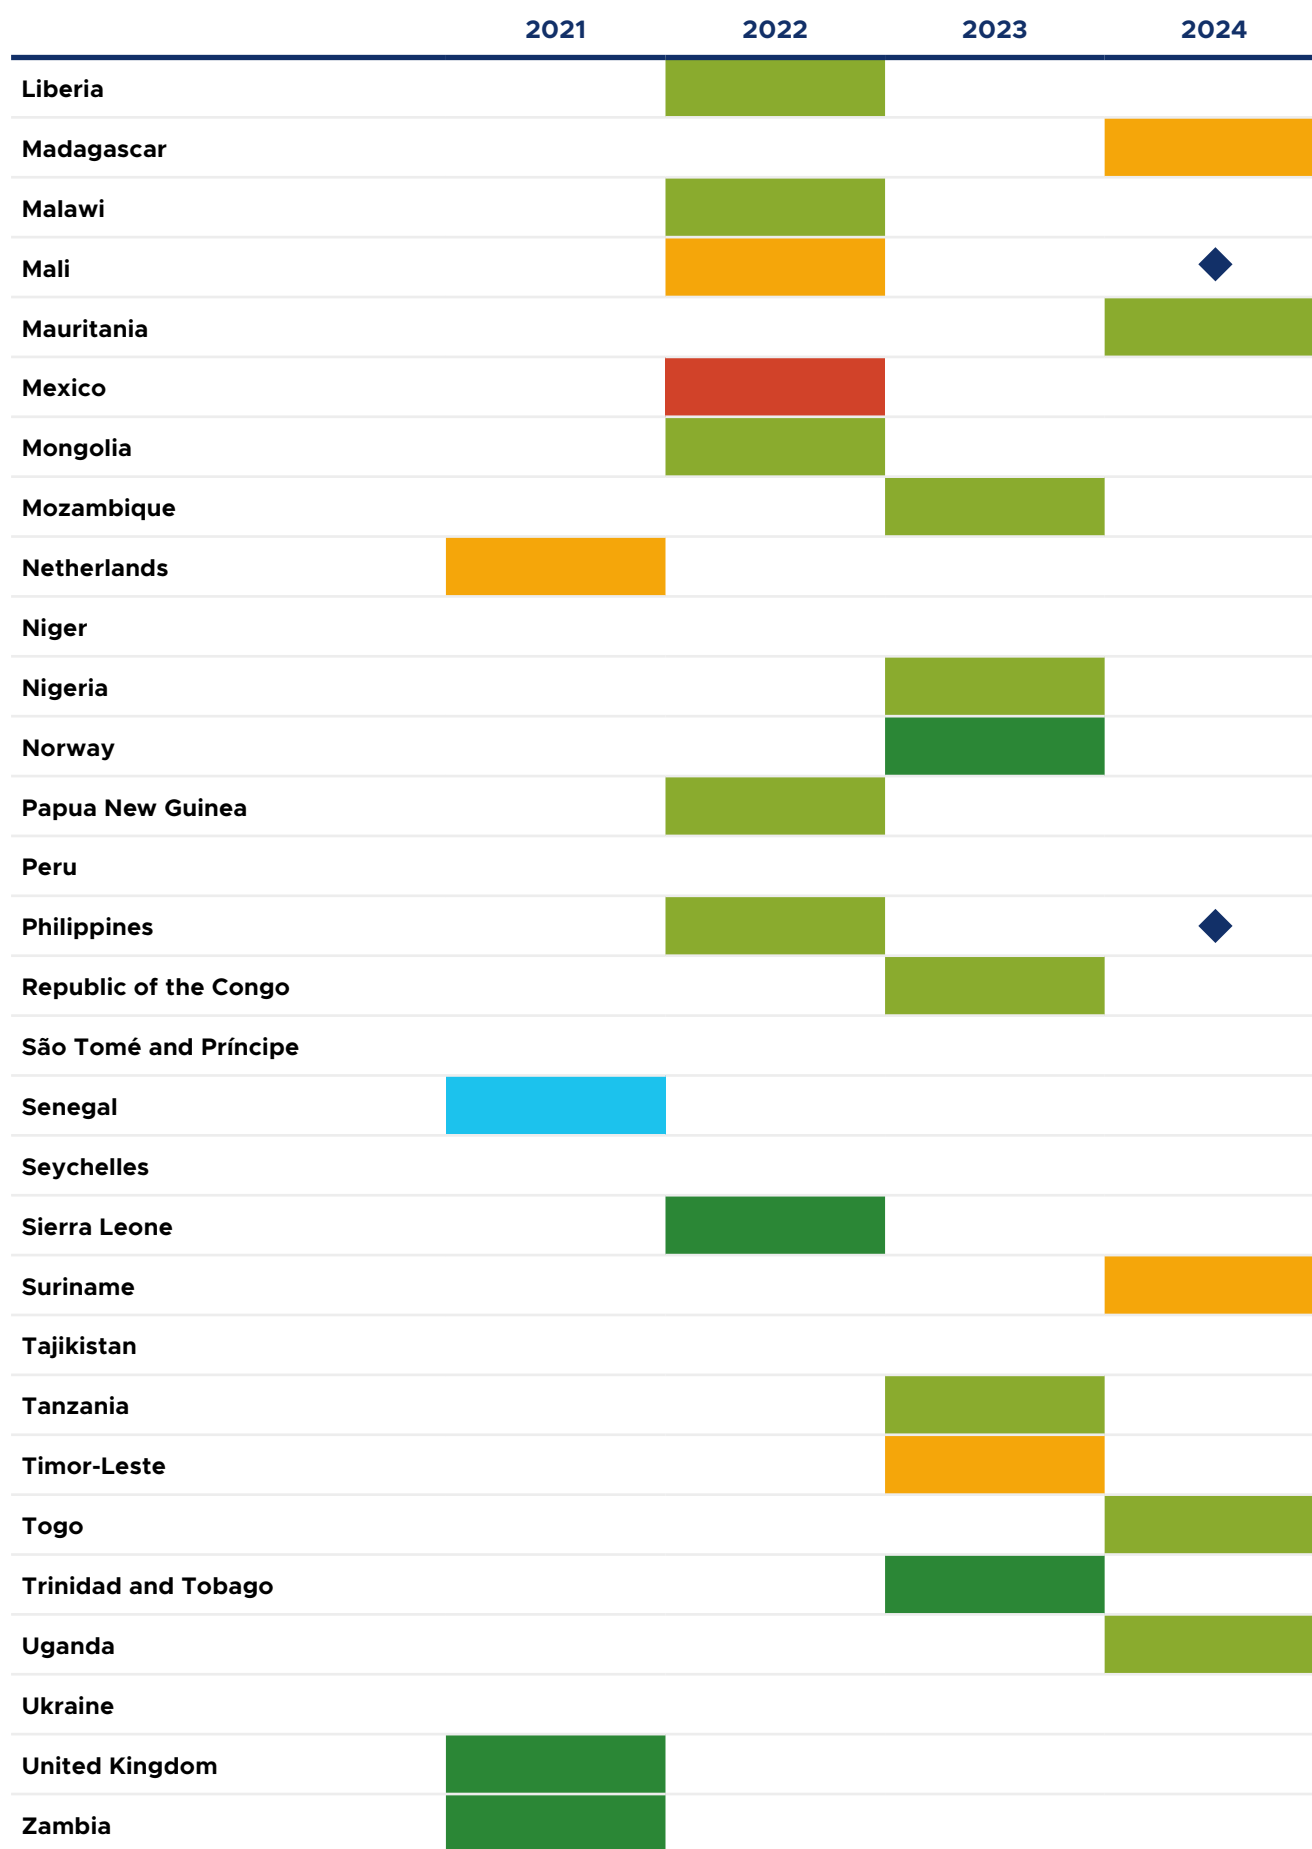 2021 2022 2023 2024
Liberia
Madagascar
Malawi
Mali
Mauritania
Mexico
Mongolia
Mozambique
Netherlands
Niger
Nigeria
Norway
Papua New Guinea
Peru
Philippines
Republic of the Congo
São Tomé and Príncipe
Senegal
Seychelles
Sierra Leone
Suriname
Tajikistan
Tanzania
Timor-Leste
Togo
Trinidad and Tobago
Uganda
Ukraine
United Kingdom
Zambia